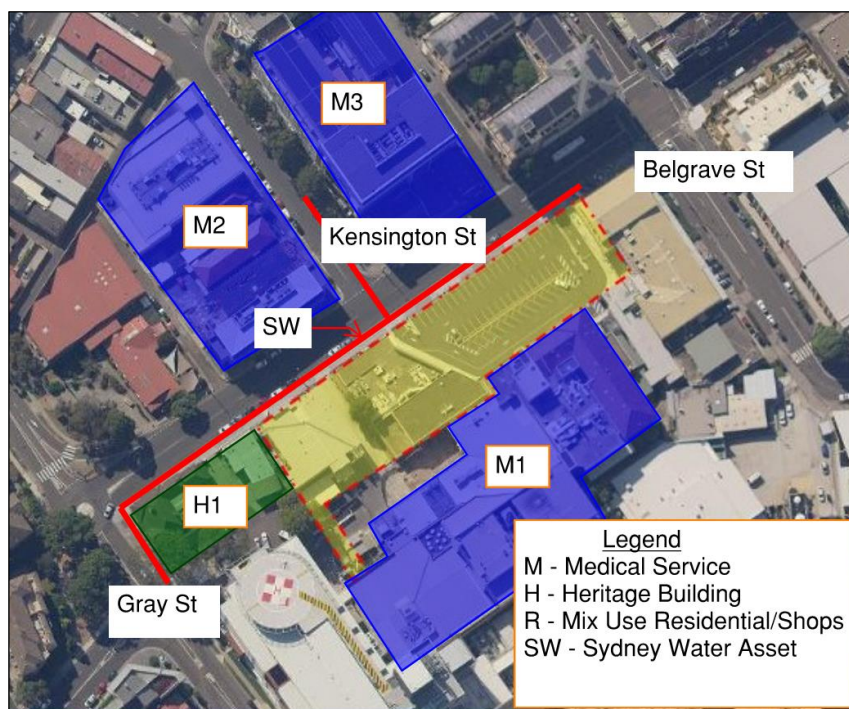 M3
Belgrave St
M2
Kensington St
SW
M1
H1
Gray St
Legend
M - Medical Service
H - Heritage Building
R - Mix Use Residential/Shops
SW - Sydney Water Asset
H